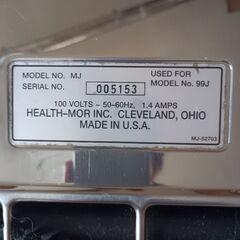 MODEL NO. MJ USED FOR
SERIAL NO. 005153 MODEL No. 99J
100 VOLTS ~ 50-60Hz, 1.4 AMPS
HEALTH-MOR INC. CLEVELAND, OHIO
MADE IN U.S.A.
MJ-52703